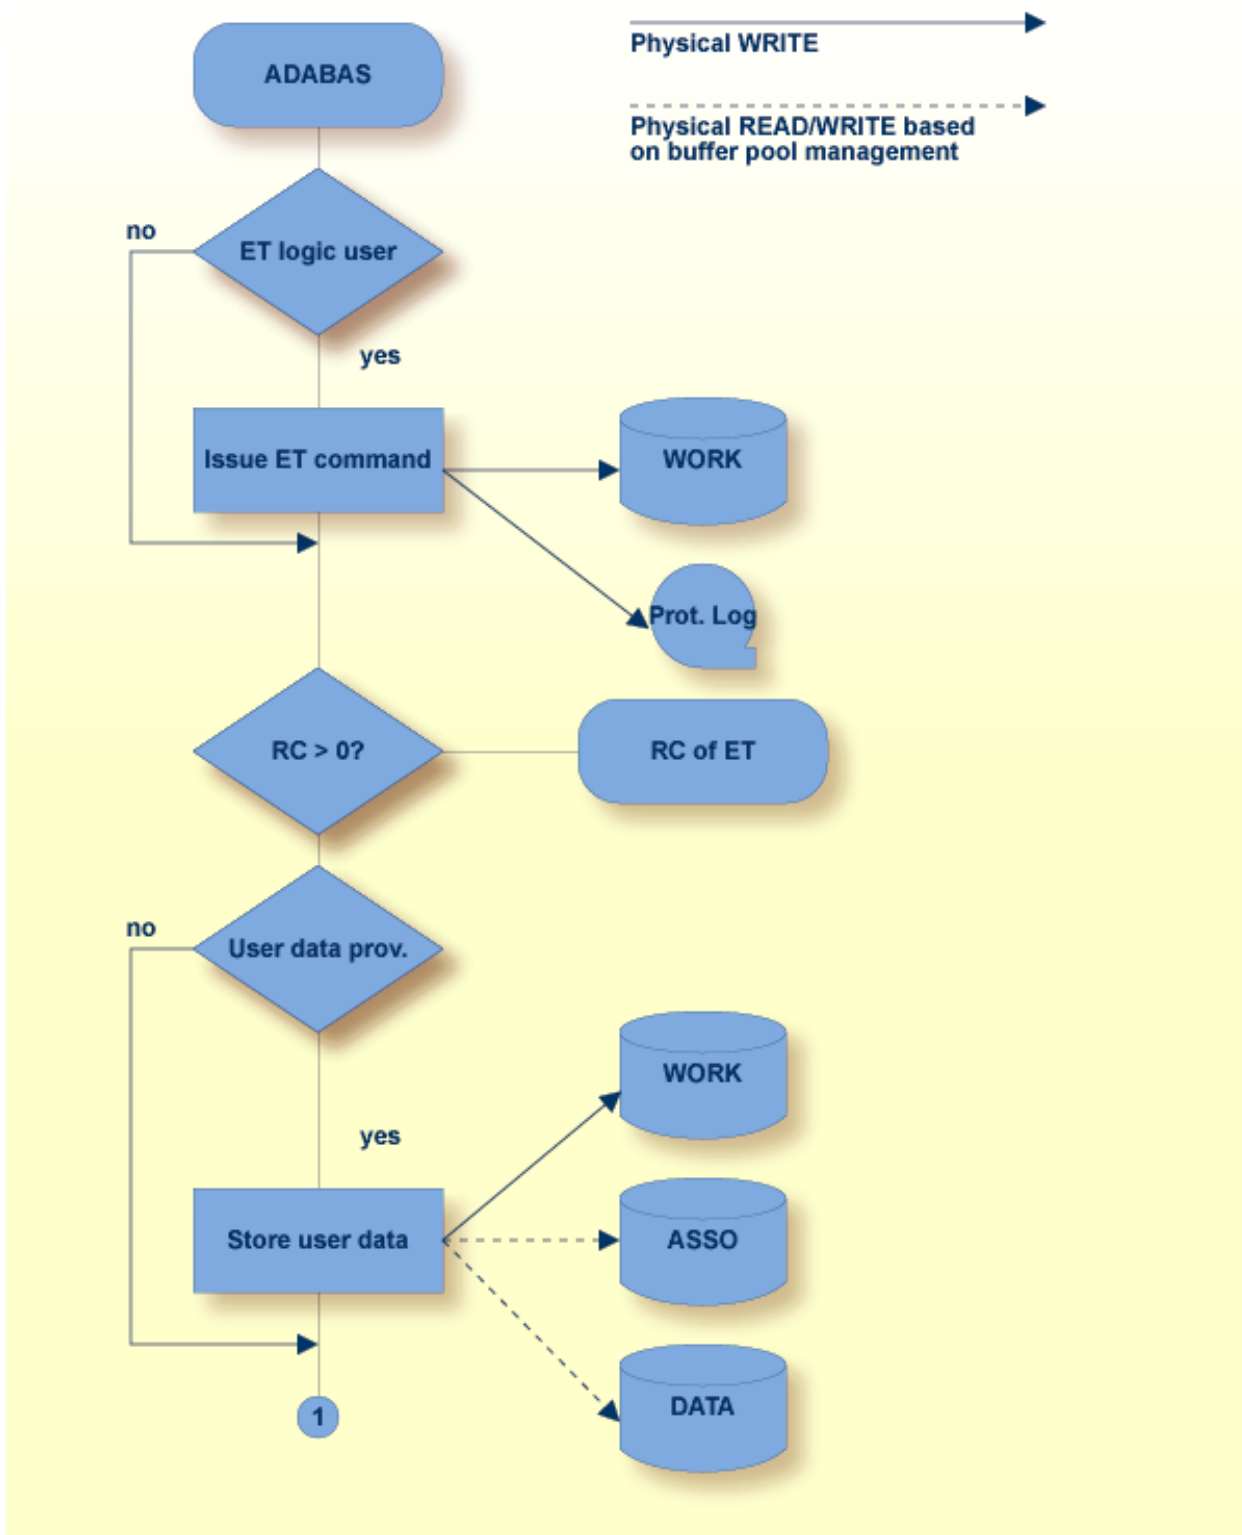 ADABAS
Physical WRITE
Physical READ/WRITE based
on buffer pool management
no
ET logic user
yes
Issue ET command
WORK
Prot. Log
RC > 0?
RC of ET
no
User data prov.
WORK
yes
Store user data
ASSO
DATA
1